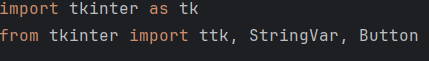 import tkinter as tk
from tkinter import ttk, StringVar, Button